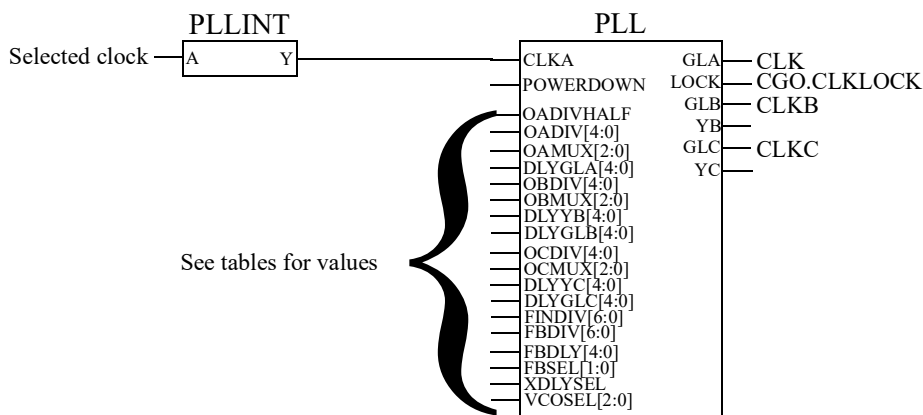 PLLINT
PLL
Selected clock
A
Y
CLKA
POWERDOWN
OADIVHALF
OADIV[4:0]
OAMUX[2:0]
DLYGLA[4:0]
OBDIV[4:0]
OBMUX[2:0]
DLYYB[4:0]
DLYGLB[4:0]
OCDIV[4:0]
OCMUX[2:0]
DLYYC[4:0]
DLYGLC[4:0]
FINDIV[6:0]
FBDIV[6:0]
FBDLY[4:0]
FBSEL[1:0]
XDLYSEL
VCOSEL[2:0]
See tables for values
GLA
CLK
LOCK
CGO.CLKLOCK
GLB
CLKB
YB
GLC
CLKC
YC